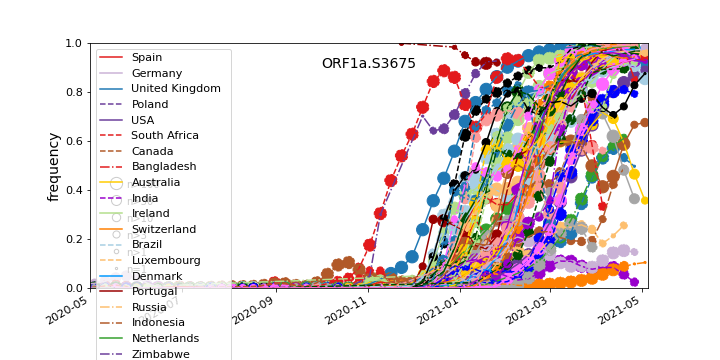 ORF1a.S3675
frequency
1.0
0.8
0.6
0.4
0.2
0.0
Spain
Germany
United Kingdom
Poland
USA
South Africa
Canada
Bangladesh
Australia
India
Ireland
Switzerland
Brazil
Luxembourg
Denmark
Portugal
Russia
Indonesia
Netherlands
Zimbabwe
2020-05
2020-09
2020-11
2021-01
2021-03
2021-05